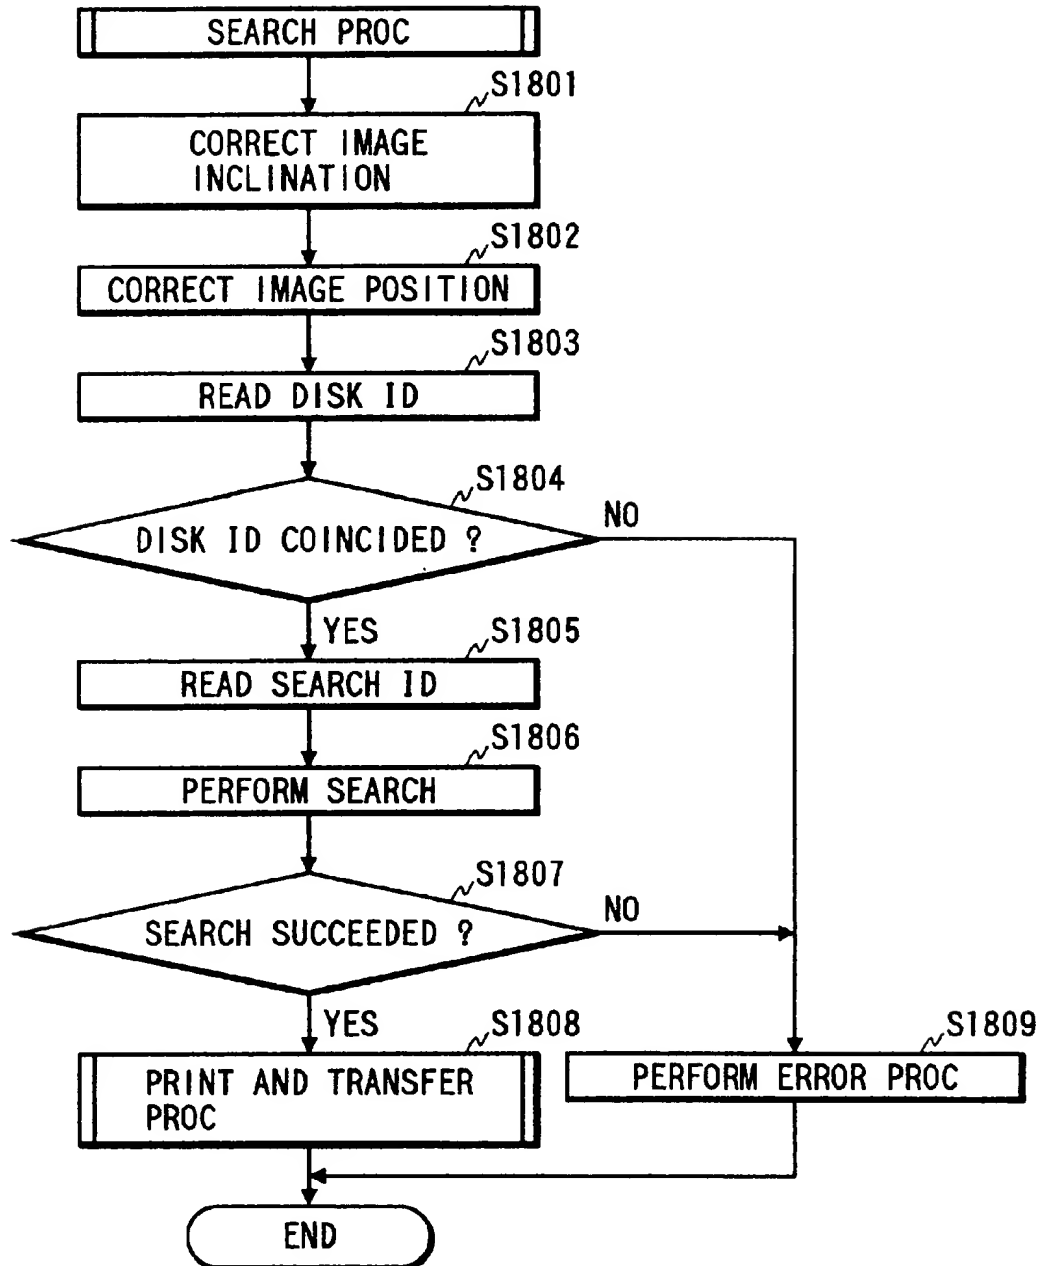 SEARCH PROC
S1801
CORRECT IMAGE
INCLINATION
S1802
CORRECT IMAGE POSITION
S1803
READ DISK ID
S1804
DISK ID COINCIDED ?
NO
YES
S1805
READ SEARCH ID
S1806
PERFORM SEARCH
S1807
SEARCH SUCCEEDED ?
NO
YES
S1808
PRINT AND TRANSFER
PROC
S1809
PERFORM ERROR PROC
END